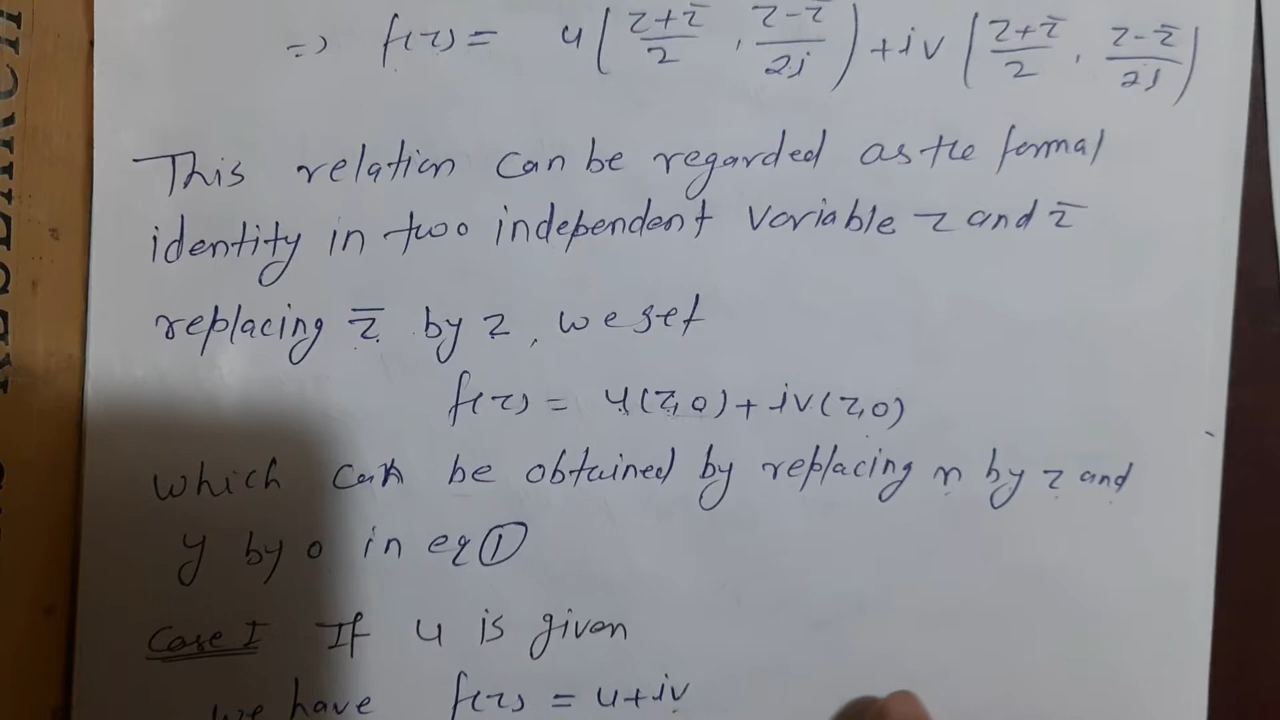 => f(z) = u((z+z̄)/2, (z-z̄)/2i) + iv((z+z̄)/2, (z-z̄)/2i)
This relation can be regarded as the formal
identity in two independent variable z and z̄
replacing z̄ by z, we get
f(z) = u(z,0) + iv(z,0)
which can be obtained by replacing x by z and
y by 0 in eq ①
Case I If u is given
we have f(z) = u+iv